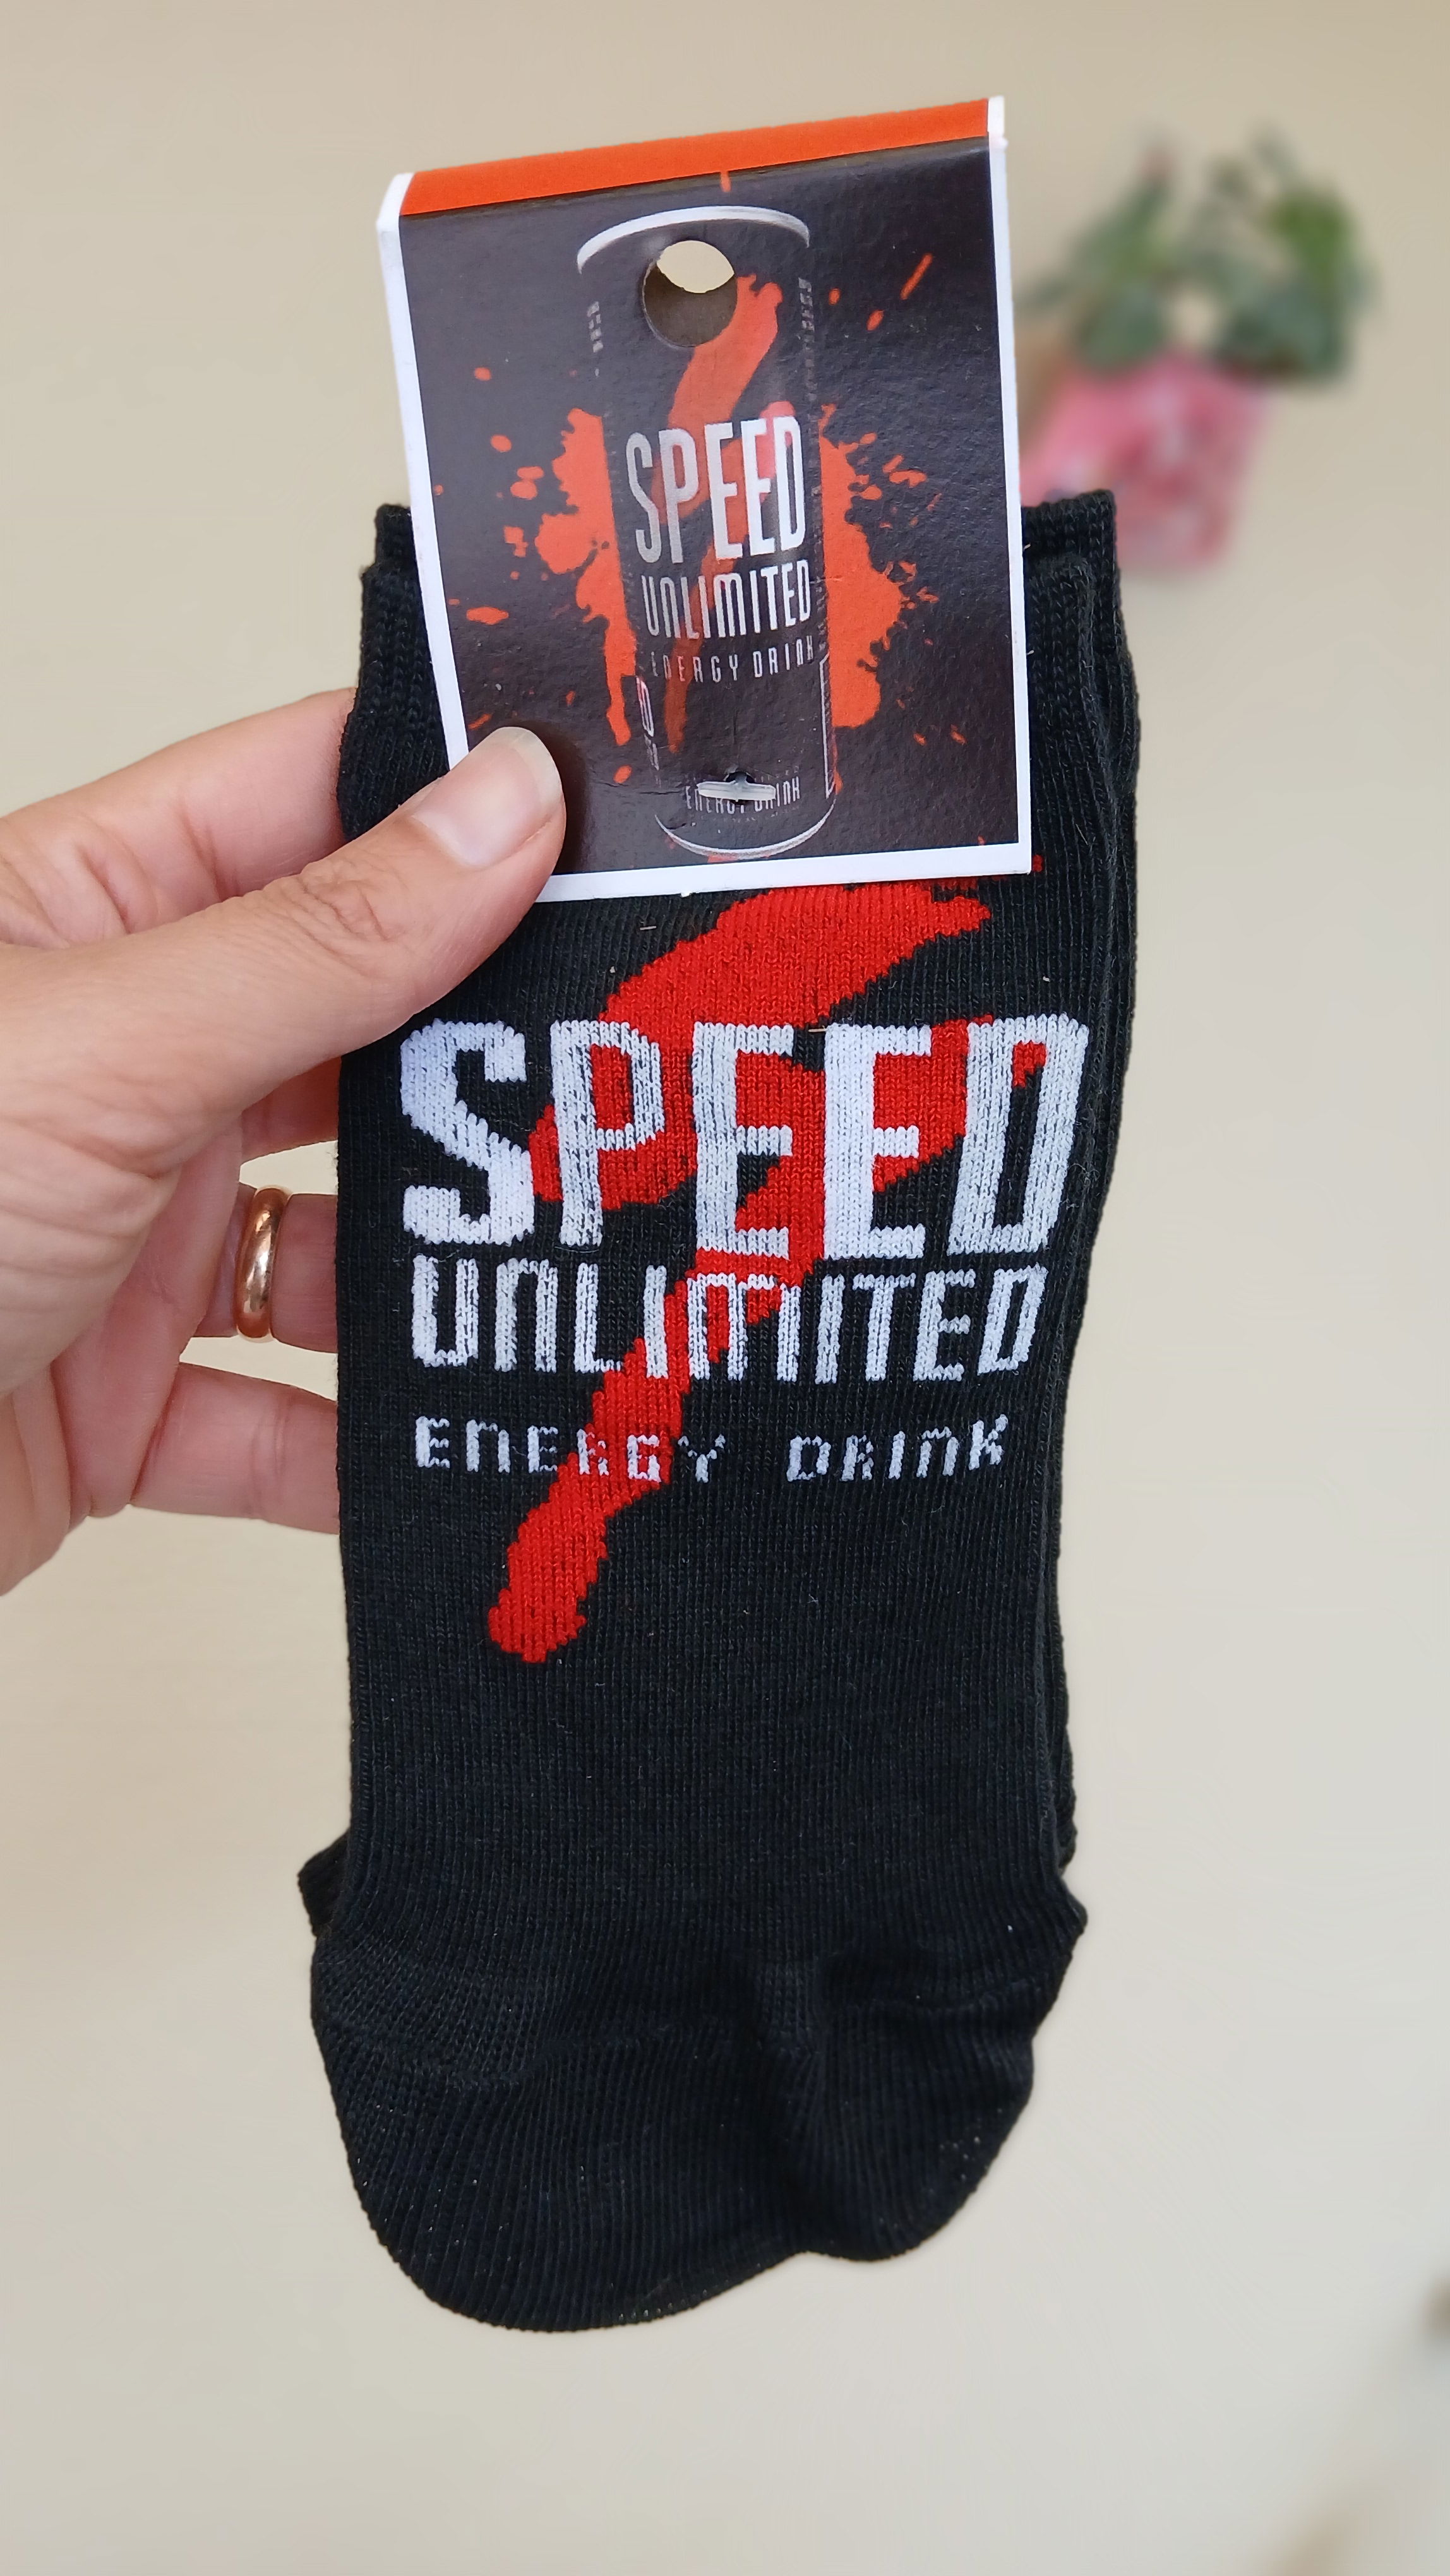 SPEED
UNLIMITED
ENERGY DRINK
ENERGY DRINK
SPEED
UNLIMITED
ENERGY DRINK